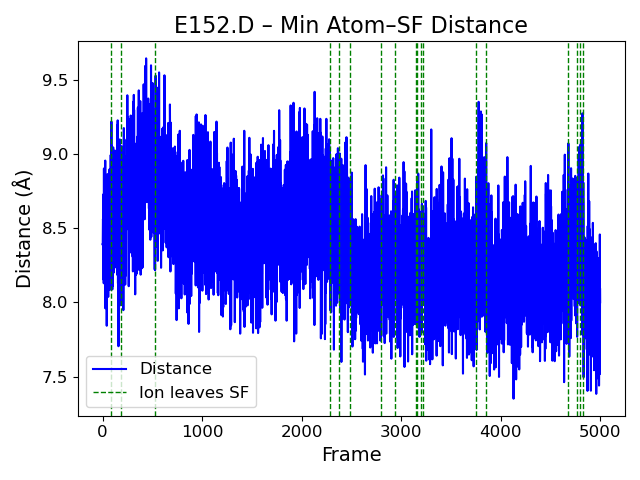 E152.D – Min Atom–SF Distance
Distance (Å)
9.5
9.0
8.5
8.0
7.5
Distance
Ion leaves SF
0
1000
2000
3000
4000
5000
Frame